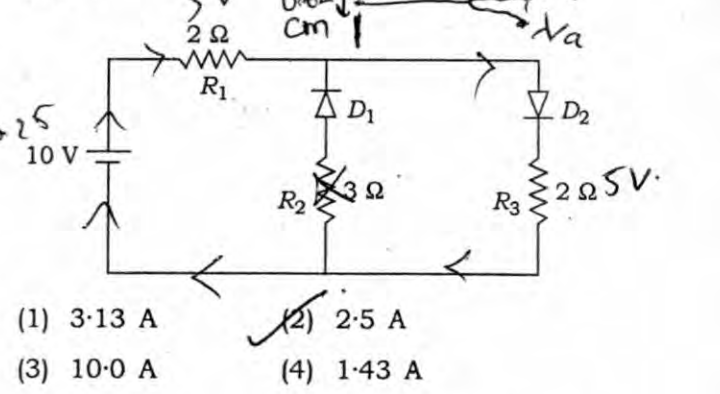 5 V
cm
Va
2 Ω
R₁
D₁
D₂
25
10 V
R₂ 3 Ω
R₃ 2 Ω 5V.
(1) 3·13 A (2) 2·5 A
(3) 10·0 A (4) 1·43 A